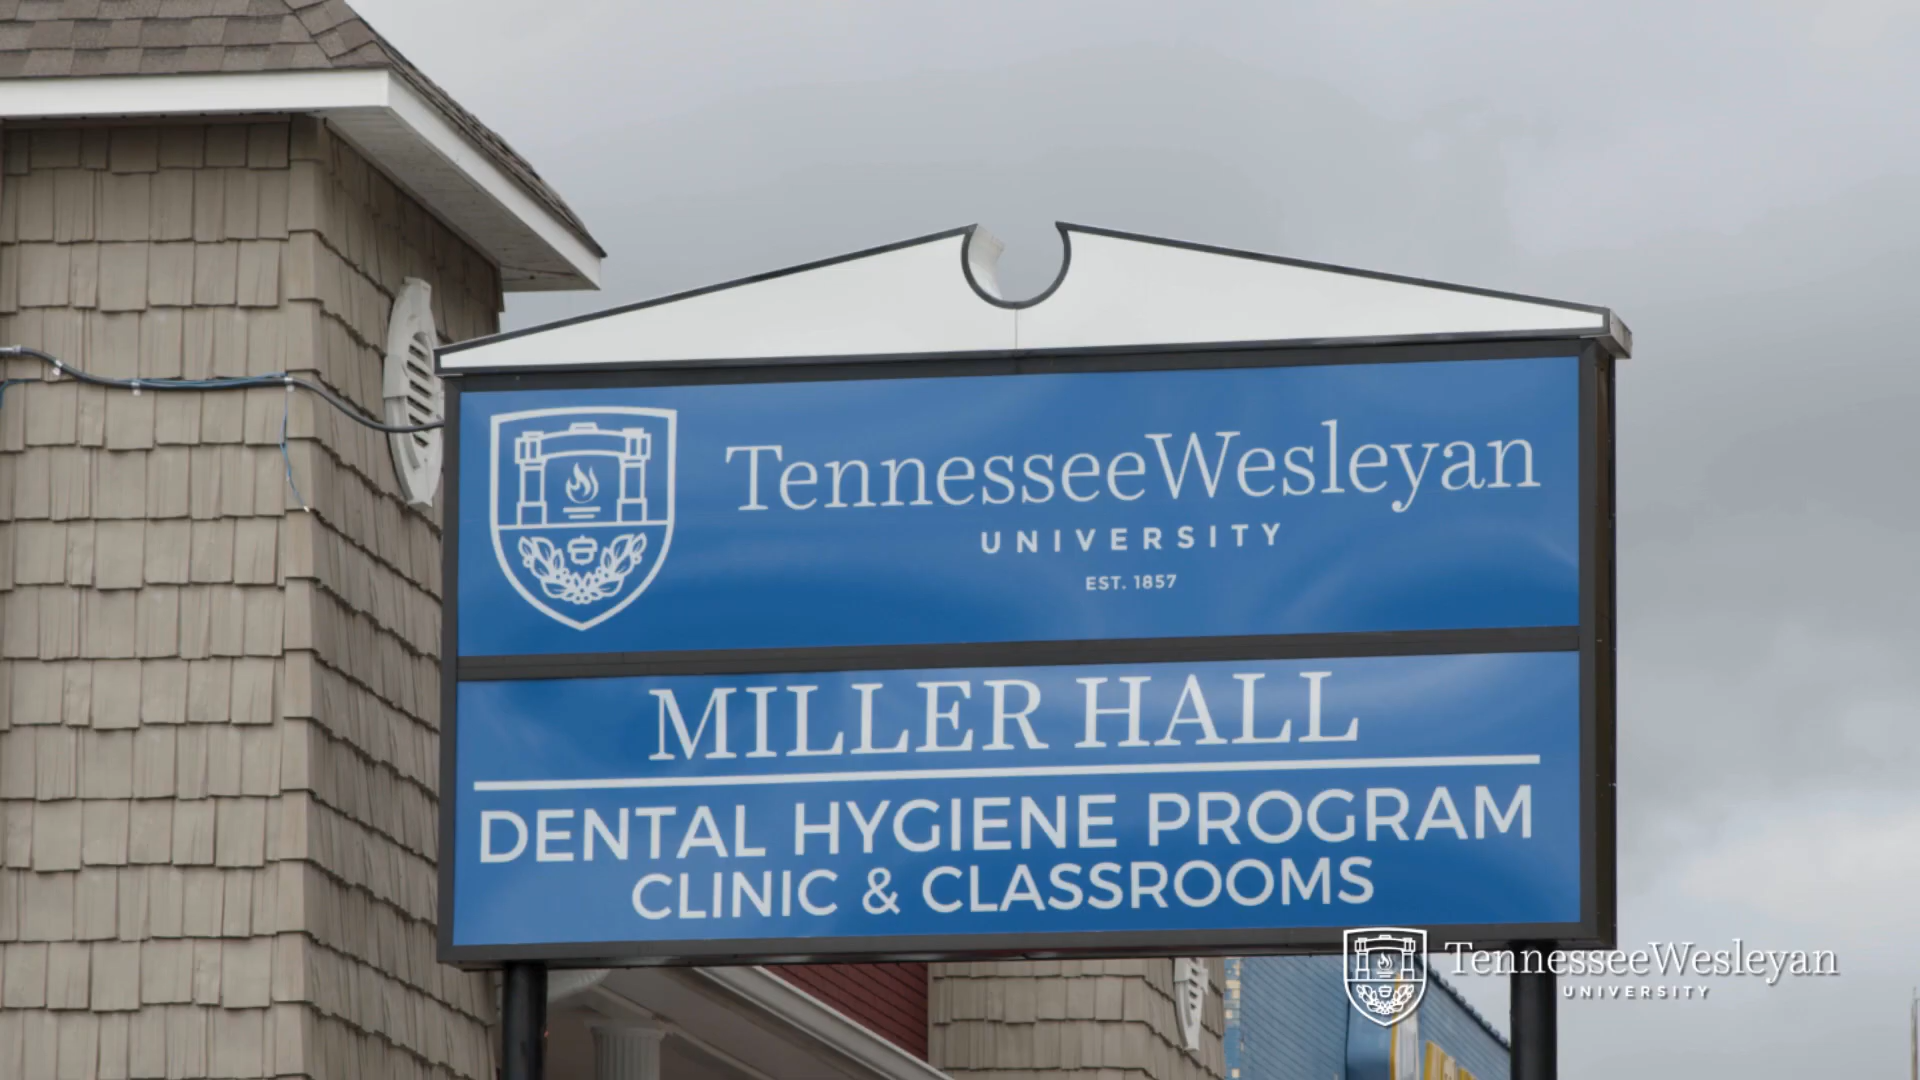 TennesseeWesleyan
UNIVERSITY
EST. 1857
MILLER HALL
DENTAL HYGIENE PROGRAM
CLINIC & CLASSROOMS
TennesseeWesleyan
UNIVERSITY